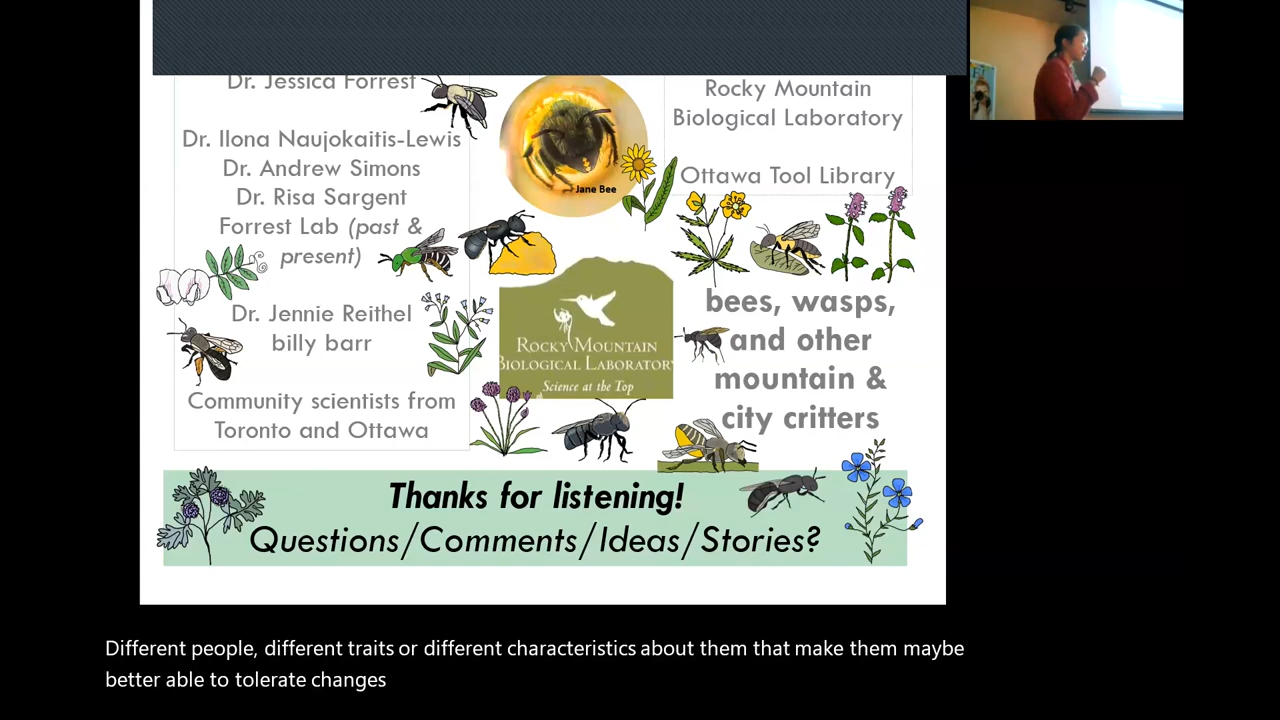 Dr. Jessica Forrest
Dr. Ilona Naujokaitis-Lewis
Dr. Andrew Simons
Dr. Risa Sargent
Forrest Lab (past &
present)
Dr. Jennie Reithel
billy barr
Community scientists from
Toronto and Ottawa
Jane Bee
ROCKY MOUNTAIN
BIOLOGICAL LABORATORY
Science at the Top
Rocky Mountain
Biological Laboratory
Ottawa Tool Library
bees, wasps,
and other
mountain &
city critters
Thanks for listening!
Questions/Comments/Ideas/Stories?
Different people, different traits or different characteristics about them that make them maybe
better able to tolerate changes